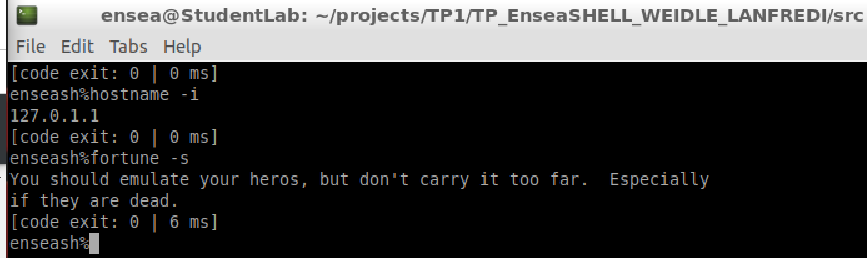 ensea@StudentLab: ~/projects/TP1/TP_EnseaSHELL_WEIDLE_LANFREDI/src
File Edit Tabs Help
[code exit: 0 | 0 ms]
enseash%hostname -i
127.0.1.1
[code exit: 0 | 0 ms]
enseash%fortune -s
You should emulate your heros, but don't carry it too far.  Especially
if they are dead.
[code exit: 0 | 6 ms]
enseash%